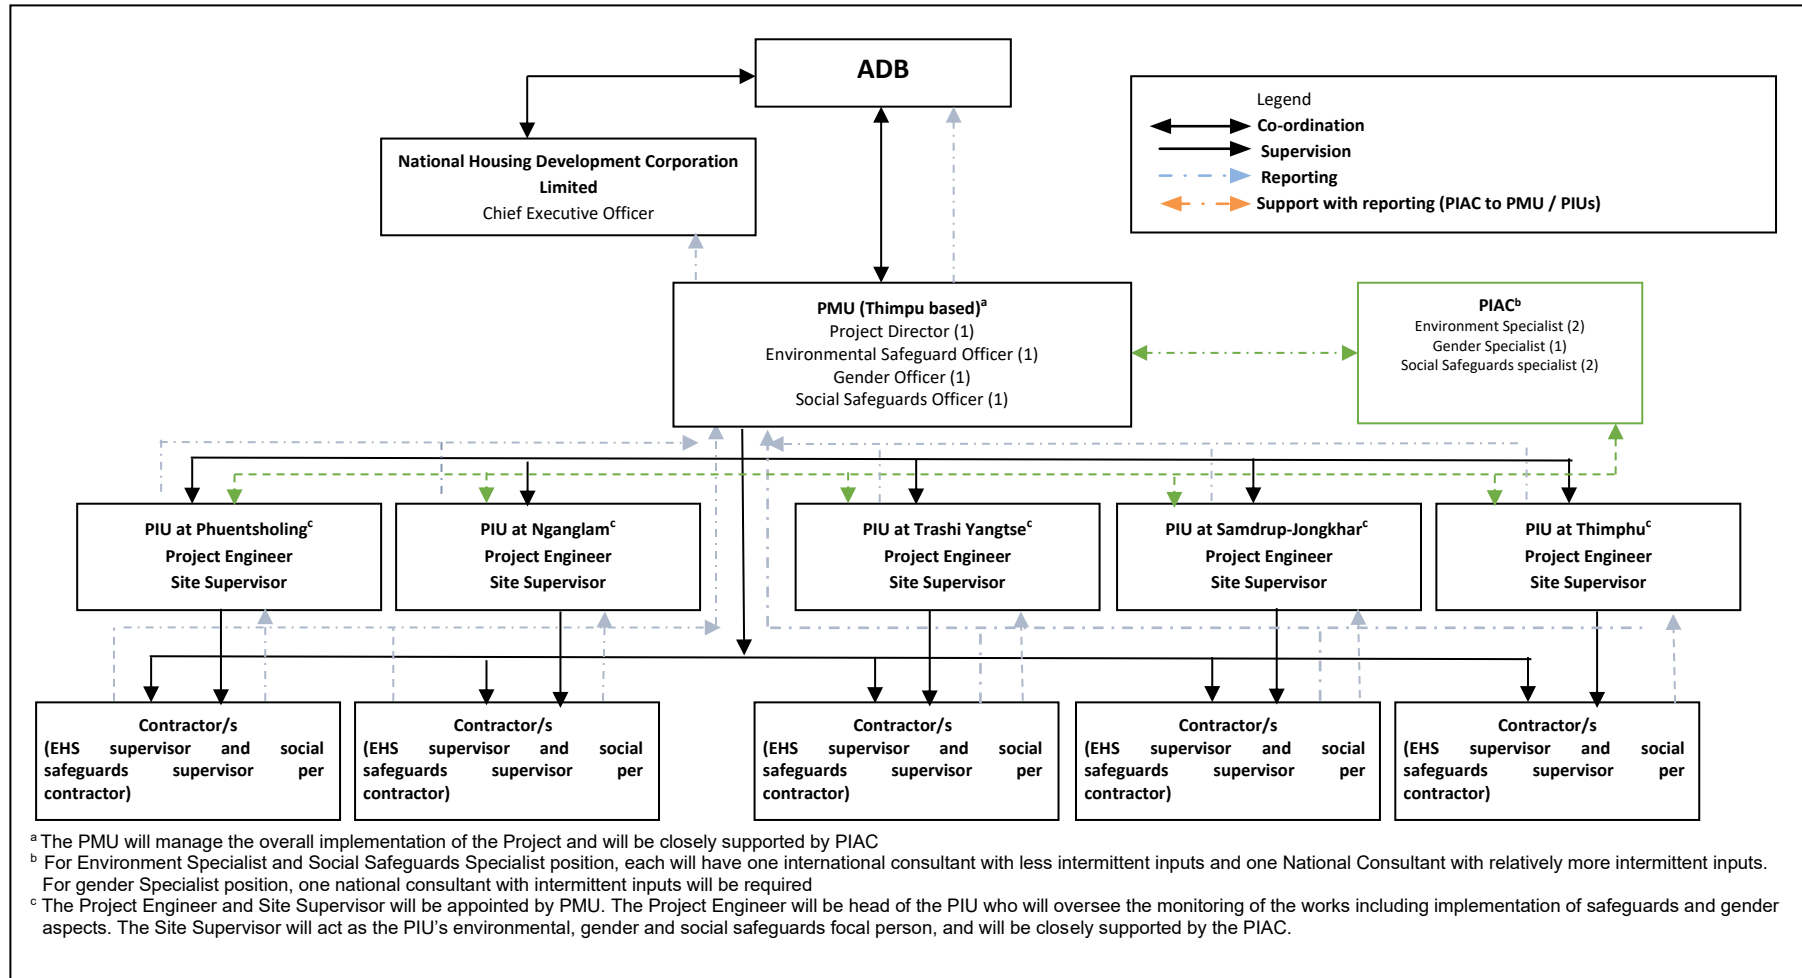 ADB
Legend
Co-ordination
Supervision
Reporting
Support with reporting (PIAC to PMU / PIUs)
National Housing Development Corporation
Limited
Chief Executive Officer
PMU (Thimpu based)a
Project Director (1)
Environmental Safeguard Officer (1)
Gender Officer (1)
Social Safeguards Officer (1)
PIACb
Environment Specialist (2)
Gender Specialist (1)
Social Safeguards specialist (2)
PIU at Phuentsholingc
Project Engineer
Site Supervisor
PIU at Nganglamc
Project Engineer
Site Supervisor
PIU at Trashi Yangtsec
Project Engineer
Site Supervisor
PIU at Samdrup-Jongkharc
Project Engineer
Site Supervisor
PIU at Thimphuc
Project Engineer
Site Supervisor
Contractor/s
(EHS supervisor and social
safeguards supervisor per
contractor)
Contractor/s
(EHS supervisor and social
safeguards supervisor per
contractor)
Contractor/s
(EHS supervisor and social
safeguards supervisor per
contractor)
Contractor/s
(EHS supervisor and social
safeguards supervisor per
contractor)
Contractor/s
(EHS supervisor and social
safeguards supervisor per
contractor)
a The PMU will manage the overall implementation of the Project and will be closely supported by PIAC
b For Environment Specialist and Social Safeguards Specialist position, each will have one international consultant with less intermittent inputs and one National Consultant with relatively more intermittent inputs.
For gender Specialist position, one national consultant with intermittent inputs will be required
c The Project Engineer and Site Supervisor will be appointed by PMU. The Project Engineer will be head of the PIU who will oversee the monitoring of the works including implementation of safeguards and gender
aspects. The Site Supervisor will act as the PIU's environmental, gender and social safeguards focal person, and will be closely supported by the PIAC.